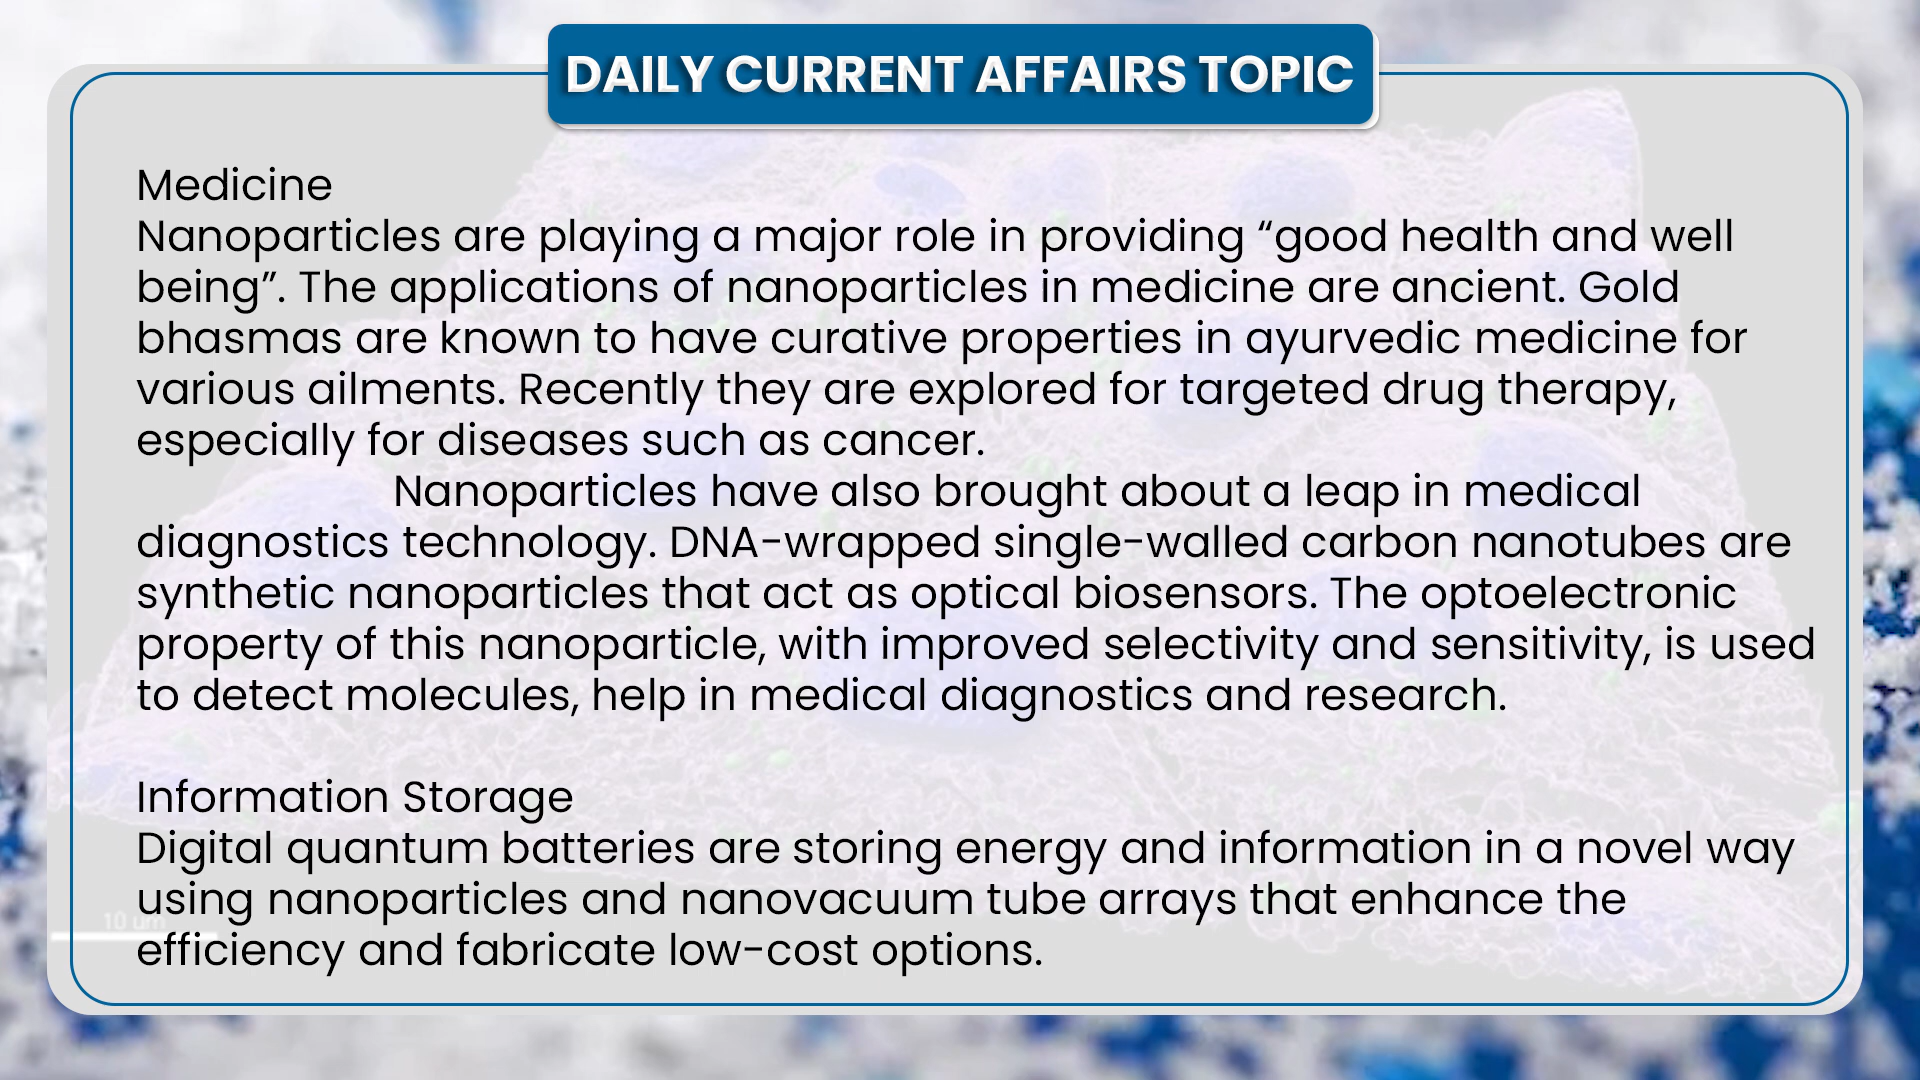 DAILY CURRENT AFFAIRS TOPIC
Medicine
Nanoparticles are playing a major role in providing “good health and well
being”. The applications of nanoparticles in medicine are ancient. Gold
bhasmas are known to have curative properties in ayurvedic medicine for
various ailments. Recently they are explored for targeted drug therapy,
especially for diseases such as cancer.
Nanoparticles have also brought about a leap in medical
diagnostics technology. DNA-wrapped single-walled carbon nanotubes are
synthetic nanoparticles that act as optical biosensors. The optoelectronic
property of this nanoparticle, with improved selectivity and sensitivity, is used
to detect molecules, help in medical diagnostics and research.
Information Storage
Digital quantum batteries are storing energy and information in a novel way
using nanoparticles and nanovacuum tube arrays that enhance the
10 um
efficiency and fabricate low-cost options.